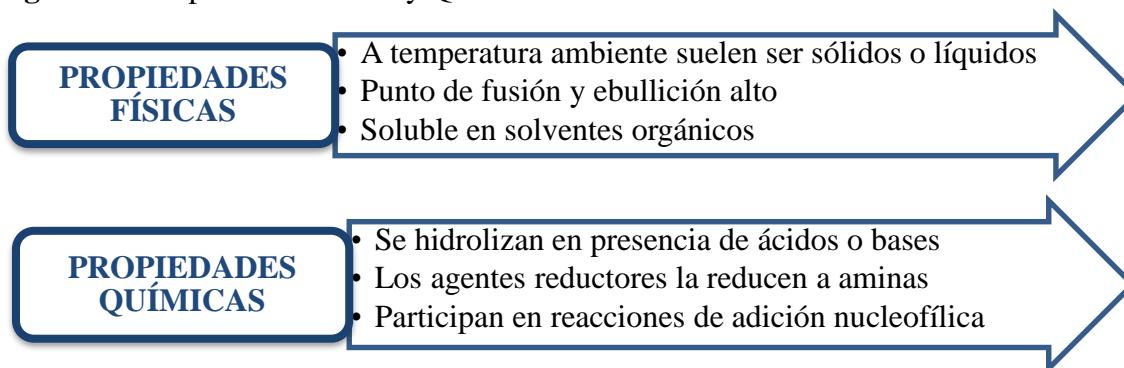 PROPIEDADES
FÍSICAS
• A temperatura ambiente suelen ser sólidos o líquidos
• Punto de fusión y ebullición alto
• Soluble en solventes orgánicos
PROPIEDADES
QUÍMICAS
• Se hidrolizan en presencia de ácidos o bases
• Los agentes reductores la reducen a aminas
• Participan en reacciones de adición nucleofílica